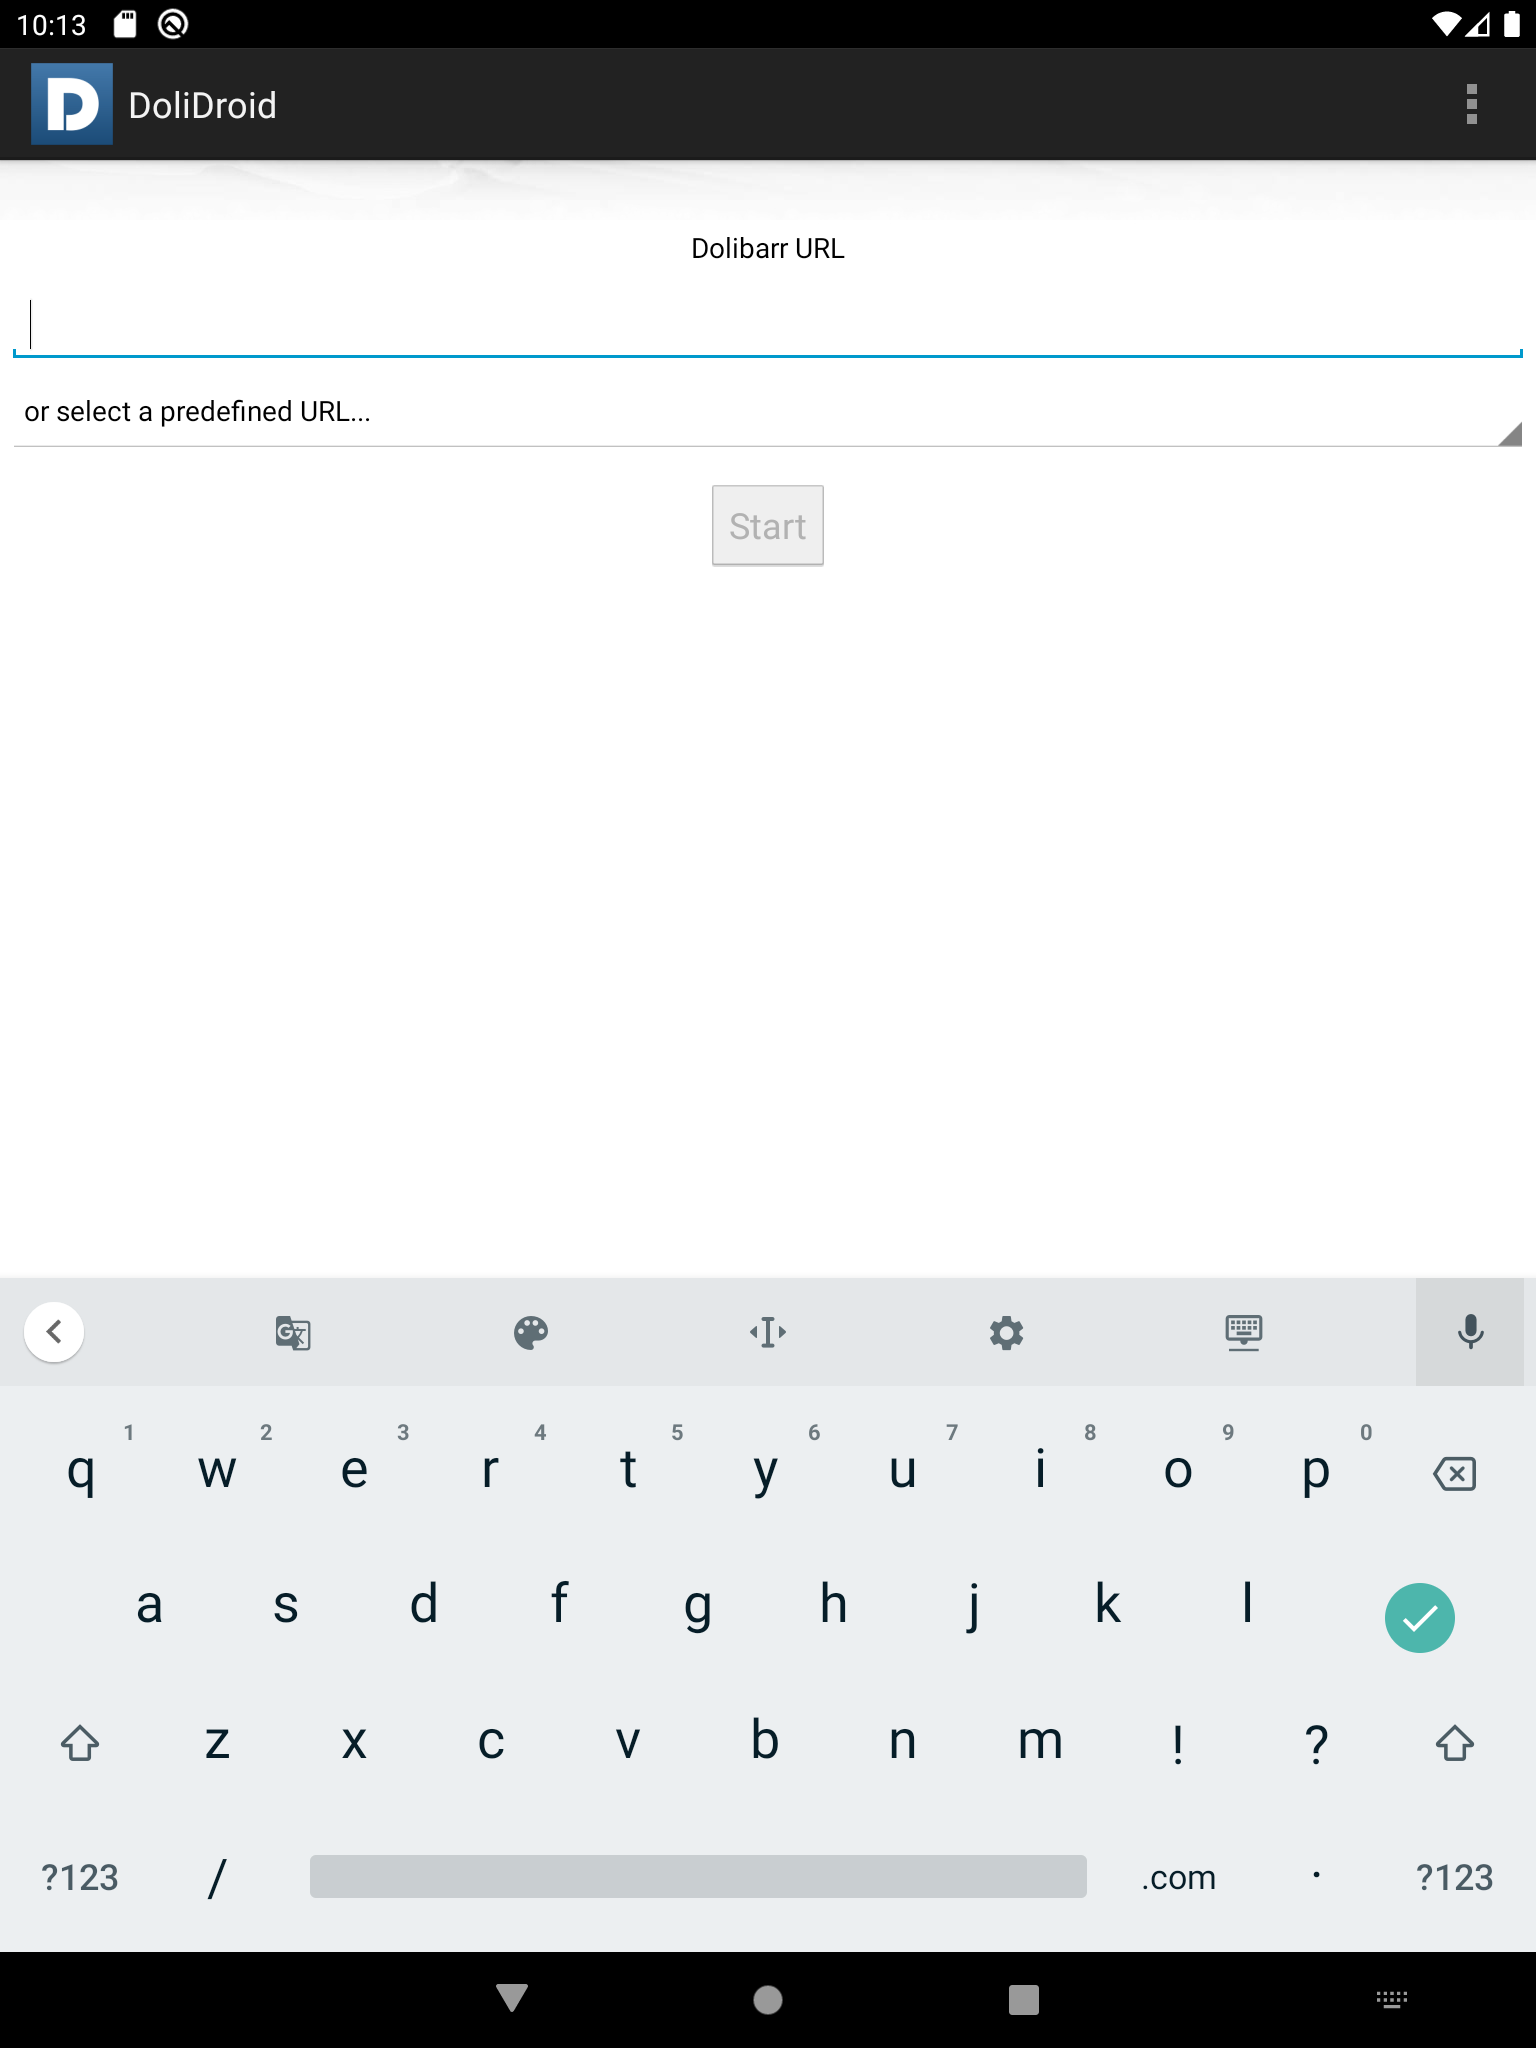 10:13
DoliDroid
Dolibarr URL
or select a predefined URL...
Start
1 2 3 4 5 6 7 8 9 0
q w e r t y u i o p
a s d f g h j k l
z x c v b n m ! ?
?123 / .com . ?123